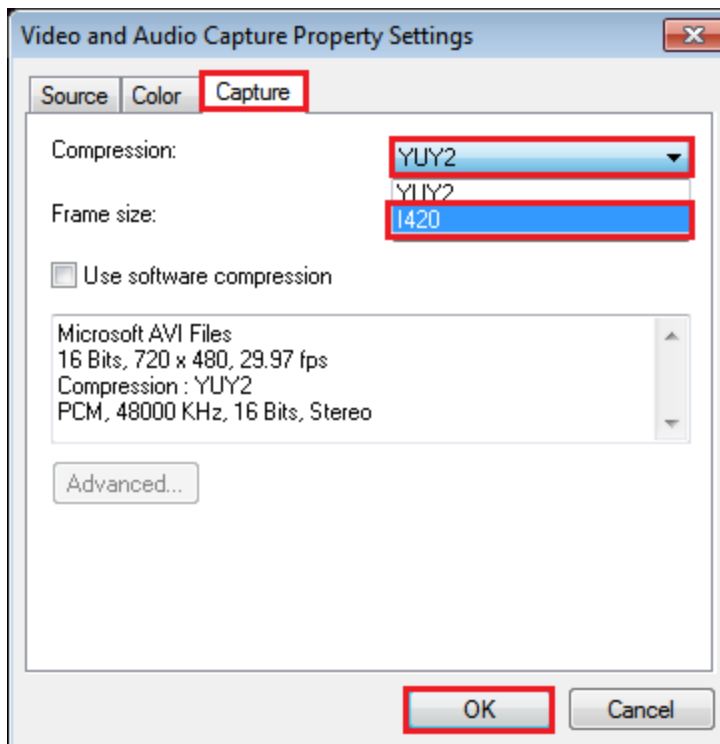 Video and Audio Capture Property Settings
Source Color Capture
Compression: YUY2
YUY2
Frame size: I420
Use software compression
Microsoft AVI Files
16 Bits, 720 x 480, 29.97 fps
Compression : YUY2
PCM, 48000 KHz, 16 Bits, Stereo
Advanced...
OK Cancel